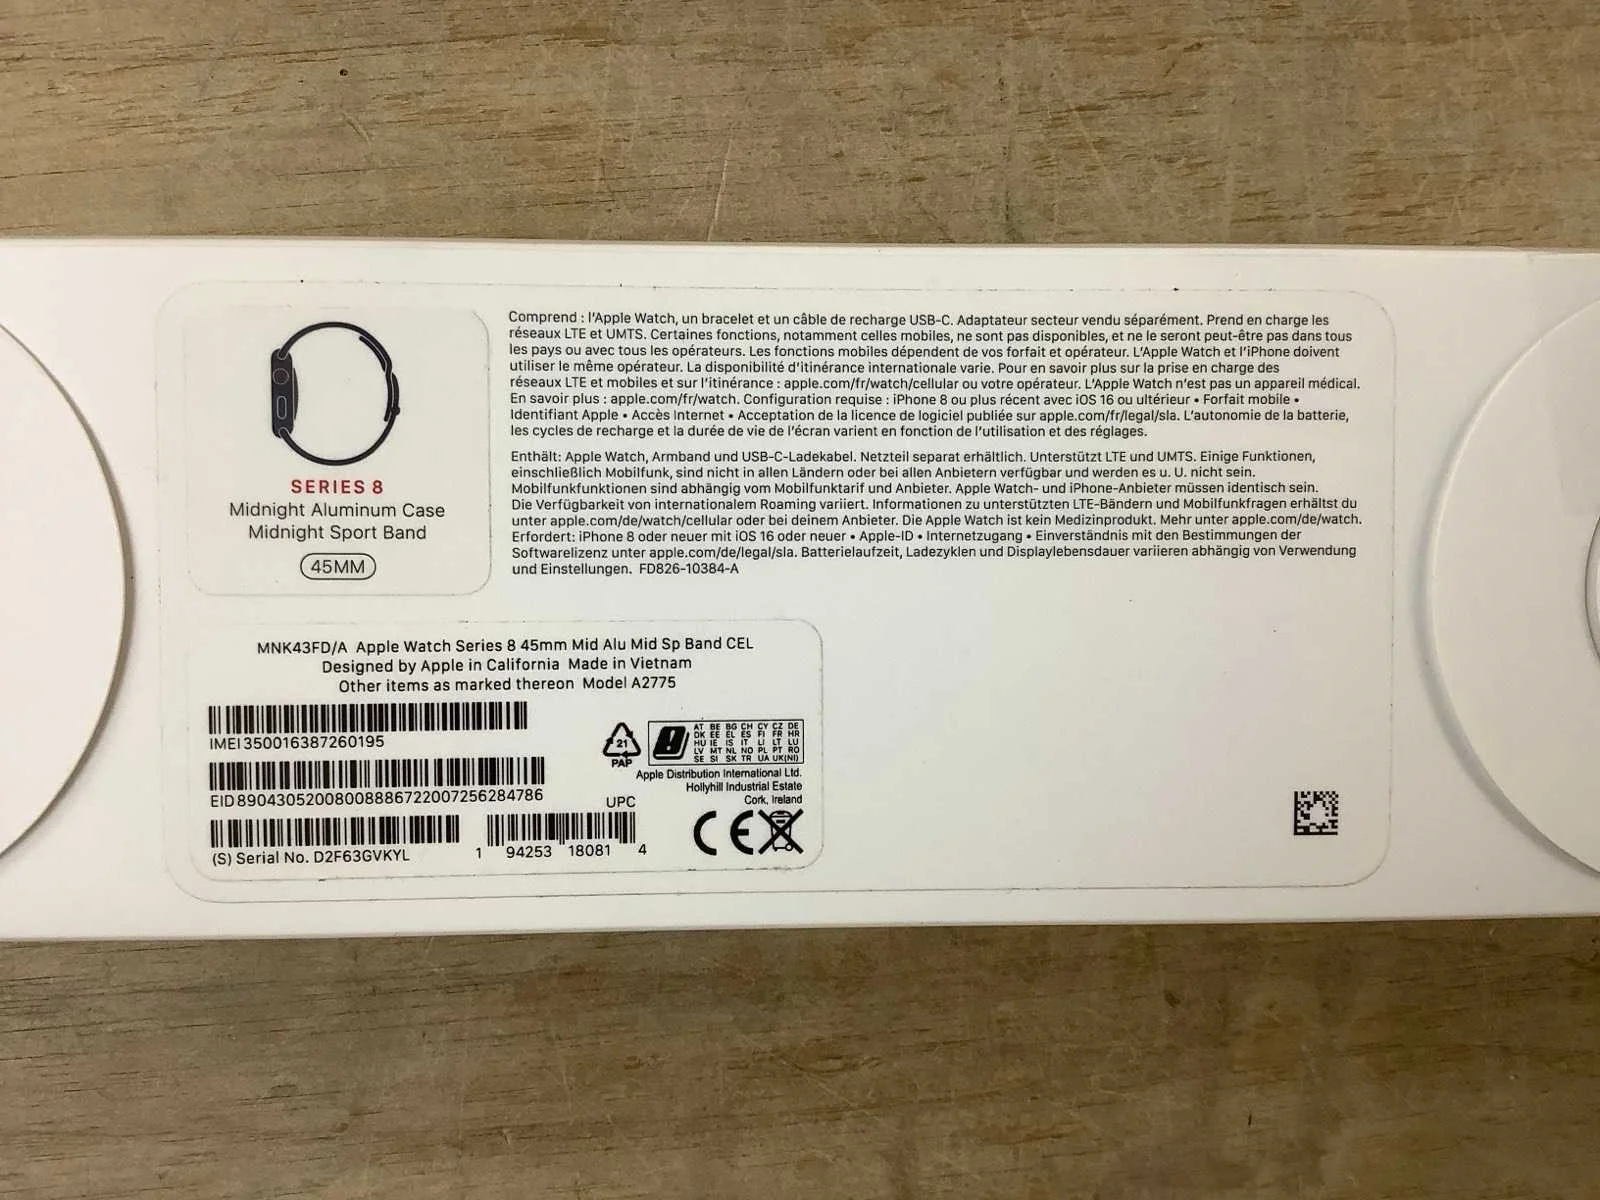 SERIES 8
Midnight Aluminum Case
Midnight Sport Band
45MM
Comprend : l'Apple Watch, un bracelet et un câble de recharge USB-C. Adaptateur secteur vendu séparément. Prend en charge les
réseaux LTE et UMTS. Certaines fonctions, notamment celles mobiles, ne sont pas disponibles, et ne le seront peut-être pas dans tous
les pays ou avec tous les opérateurs. Les fonctions mobiles dépendent de vos forfait et opérateur. L'Apple Watch et l'iPhone doivent
utiliser le même opérateur. La disponibilité d'itinérance internationale varie. Pour en savoir plus sur la prise en charge des
réseaux LTE et mobiles et sur l'itinérance : apple.com/fr/watch/cellular ou votre opérateur. L'Apple Watch n'est pas un appareil médical.
En savoir plus : apple.com/fr/watch. Configuration requise : iPhone 8 ou plus récent avec iOS 16 ou ultérieur • Forfait mobile •
Identifiant Apple • Accès Internet • Acceptation de la licence de logiciel publiée sur apple.com/fr/legal/sla. L'autonomie de la batterie,
les cycles de recharge et la durée de vie de l'écran varient en fonction de l'utilisation et des réglages.
Enthält: Apple Watch, Armband und USB-C-Ladekabel. Netzteil separat erhältlich. Unterstützt LTE und UMTS. Einige Funktionen,
einschließlich Mobilfunk, sind nicht in allen Ländern oder bei allen Anbietern verfügbar und werden es u. U. nicht sein.
Mobilfunkfunktionen sind abhängig vom Mobilfunktarif und Anbieter. Apple Watch- und iPhone-Anbieter müssen identisch sein.
Die Verfügbarkeit von internationalem Roaming variiert. Informationen zu unterstützten LTE-Bändern und Mobilfunkfragen erhältst du
unter apple.com/de/watch/cellular oder bei deinem Anbieter. Die Apple Watch ist kein Medizinprodukt. Mehr unter apple.com/de/watch.
Erfordert: iPhone 8 oder neuer mit iOS 16 oder neuer • Apple-ID • Internetzugang • Einverständnis mit den Bestimmungen der
Softwarelizenz unter apple.com/de/legal/sla. Batterielaufzeit, Ladezyklen und Displaylebensdauer variieren abhängig von Verwendung
und Einstellungen. FD826-10384-A
MNK43FD/A Apple Watch Series 8 45mm Mid Alu Mid Sp Band CEL
Designed by Apple in California Made in Vietnam
Other items as marked thereon Model A2775
IMEI 350016387260195
EID 89043052008008886722007256284786
(S) Serial No. D2F63GVKYL
UPC
1 94253 18081 4
21
PAP
AT BE BG CH CY CZ DE
DK EE EL ES FI FR HR
HU IE IS IT LI LT LU
LV MT NL NO PL PT RO
SE SI SK TR UA UK(NI)
Apple Distribution International Ltd.
Hollyhill Industrial Estate
Cork, Ireland
CE